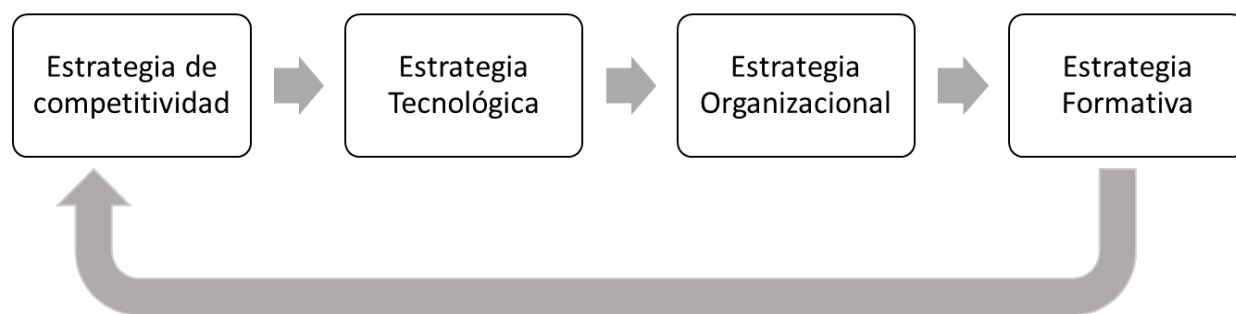 Estrategia de
competitividad
Estrategia
Tecnológica
Estrategia
Organizacional
Estrategia
Formativa